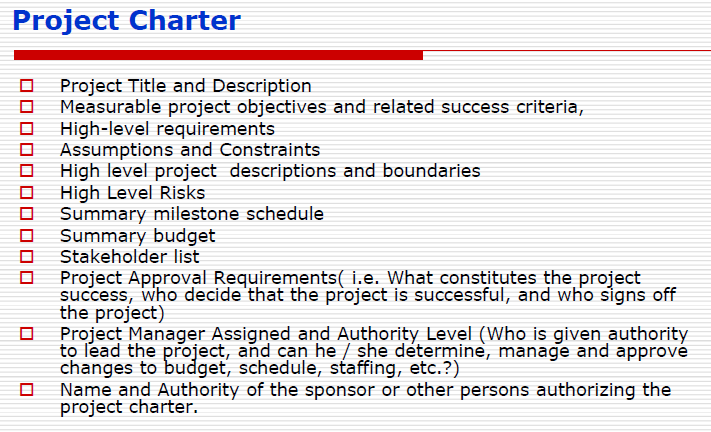 Project Charter
Project Title and Description
Measurable project objectives and related success criteria,
High-level requirements
Assumptions and Constraints
High level project  descriptions and boundaries
High Level Risks
Summary milestone schedule
Summary budget
Stakeholder list
Project Approval Requirements( i.e. What constitutes the project
success, who decide that the project is successful, and who signs off
the project)
Project Manager Assigned and Authority Level (Who is given authority
to lead the project, and can he / she determine, manage and approve
changes to budget, schedule, staffing, etc.?)
Name and Authority of the sponsor or other persons authorizing the
project charter.